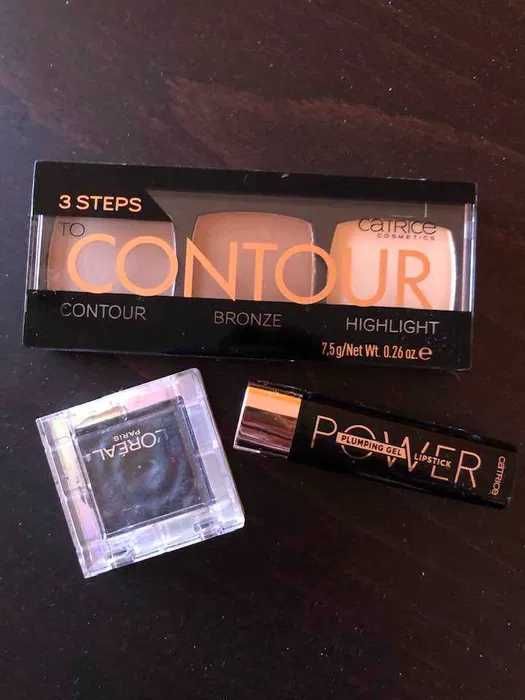 3 STEPS
TO
CONTOUR
CATRICE
COSMETICS
CONTOUR
BRONZE
HIGHLIGHT
7,5 g/Net Wt. 0.26 oz. e
L'ORÉAL
PARIS
POWER
PLUMPING GEL
LIPSTICK
CATRICE